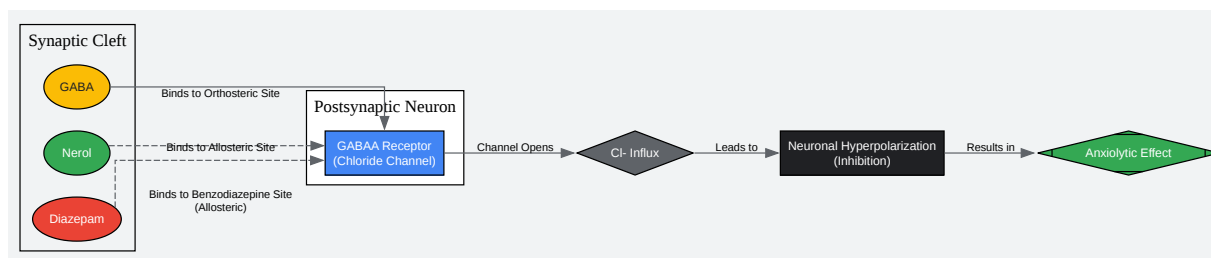 Synaptic Cleft
GABA
Binds to Orthosteric Site
Postsynaptic Neuron
Nerol
Binds to Allosteric Site
GABAA Receptor
(Chloride Channel)
Channel Opens
Cl- Influx
Leads to
Neuronal Hyperpolarization
(Inhibition)
Results in
Anxiolytic Effect
Binds to Benzodiazepine Site
(Allosteric)
Diazepam